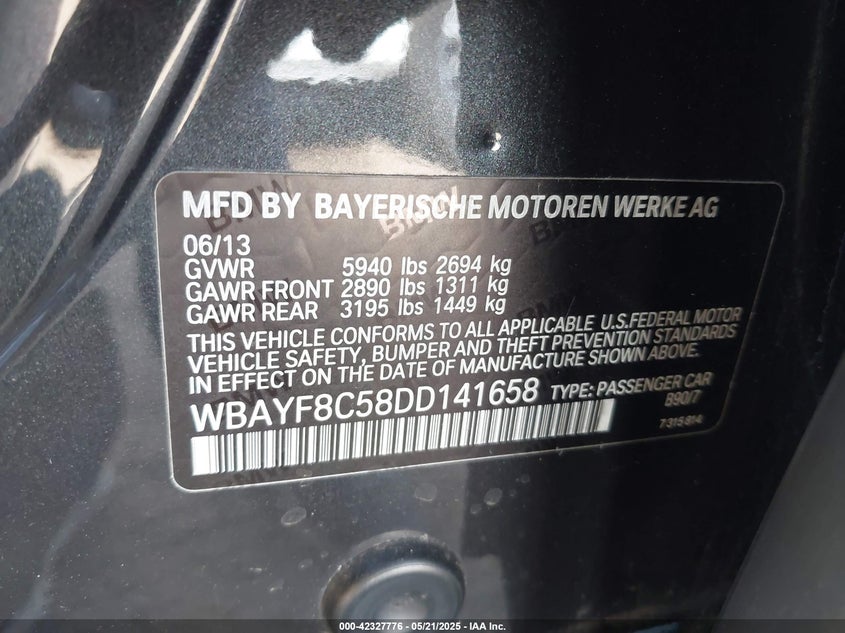 MFD BY BAYERISCHE MOTOREN WERKE AG
06/13
GVWR 5940 lbs 2694 kg
GAWR FRONT 2890 lbs 1311 kg
GAWR REAR 3195 lbs 1449 kg
THIS VEHICLE CONFORMS TO ALL APPLICABLE U.S.FEDERAL MOTOR
VEHICLE SAFETY, BUMPER AND THEFT PREVENTION STANDARDS
IN EFFECT ON THE DATE OF MANUFACTURE SHOWN ABOVE.
WBAYF8C58DD141658 TYPE: PASSENGER CAR
B90/7
7315814
000-42327776 - 05/21/2025 - IAA Inc.